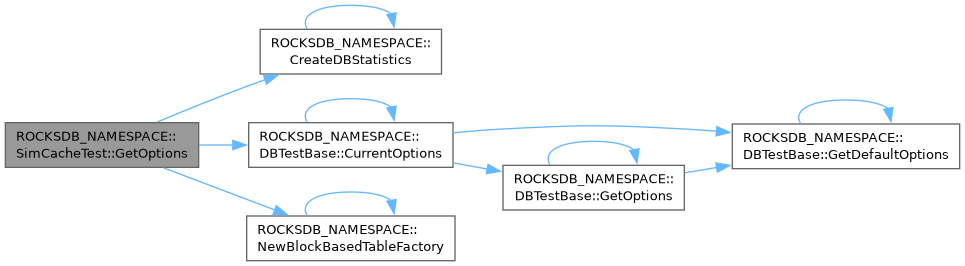 ROCKSDB_NAMESPACE::
SimCacheTest::GetOptions
ROCKSDB_NAMESPACE::
CreateDBStatistics
ROCKSDB_NAMESPACE::
DBTestBase::CurrentOptions
ROCKSDB_NAMESPACE::
NewBlockBasedTableFactory
ROCKSDB_NAMESPACE::
DBTestBase::GetOptions
ROCKSDB_NAMESPACE::
DBTestBase::GetDefaultOptions